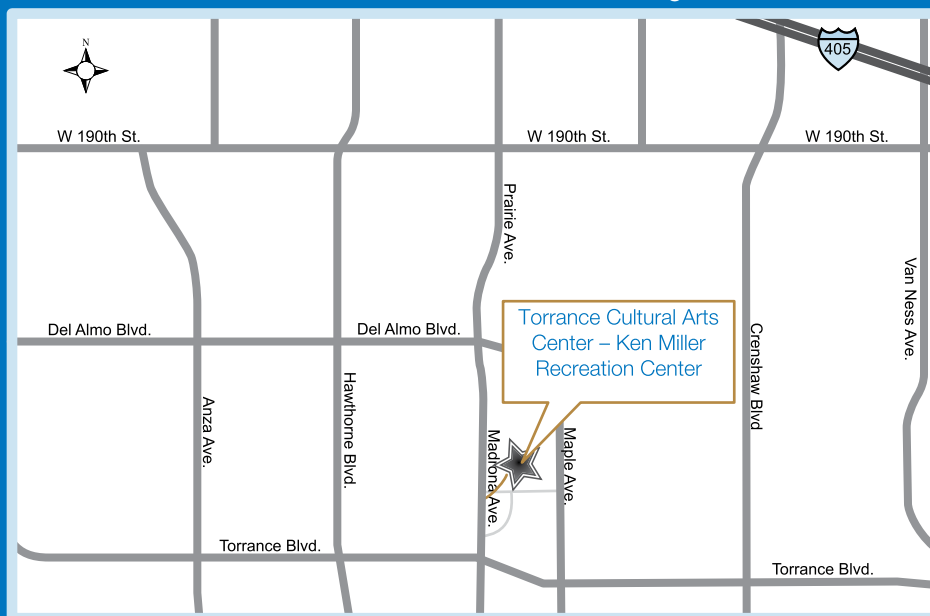 N
405
W 190th St.
W 190th St.
W 190th St.
Prairie Ave.
Van Ness Ave.
Torrance Cultural Arts
Center – Ken Miller
Recreation Center
Del Almo Blvd.
Del Almo Blvd.
Crenshaw Blvd
Hawthorne Blvd.
Anza Ave.
Madrona Ave.
Maple Ave.
Torrance Blvd.
Torrance Blvd.